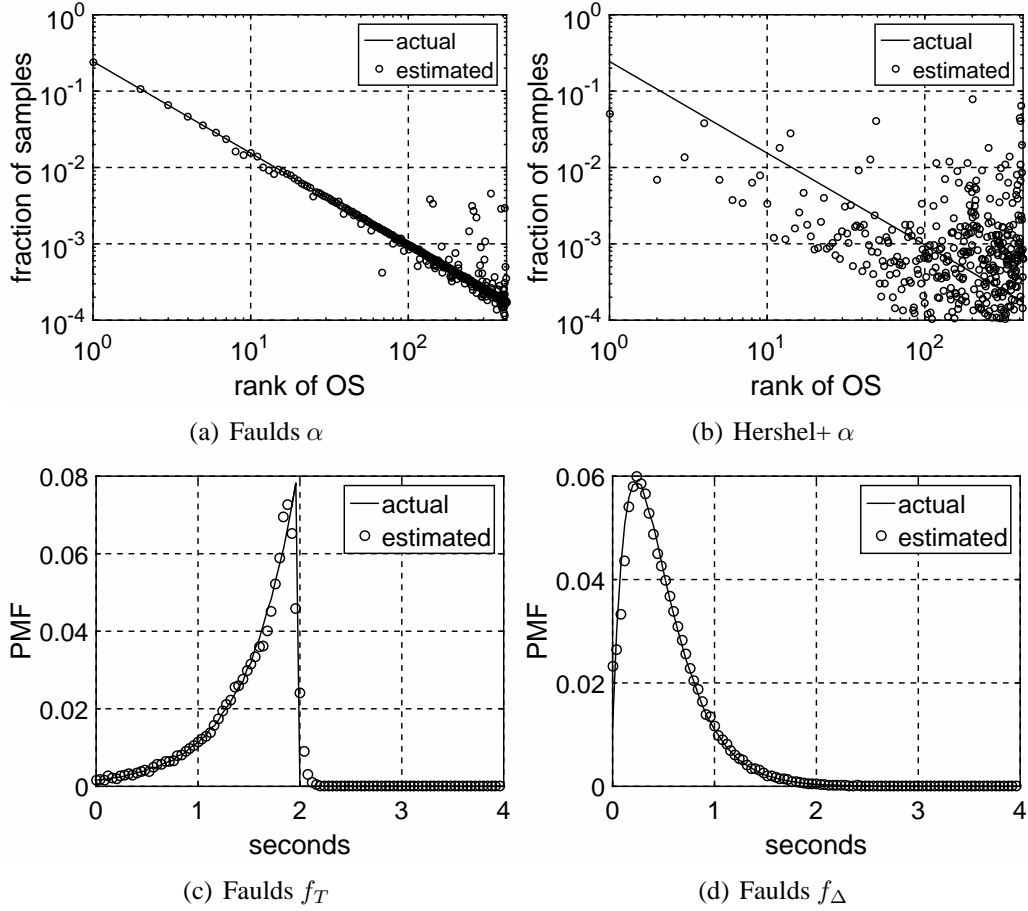 10^0
10^{-1}
10^{-2}
10^{-3}
10^{-4}
fraction of samples
actual
estimated
10^0 10^1 10^2
rank of OS
(a) Faulds α
10^0
10^{-1}
10^{-2}
10^{-3}
10^{-4}
fraction of samples
actual
estimated
10^0 10^1 10^2
rank of OS
(b) Hershel+ α
0.08
0.06
0.04
0.02
0
PMF
actual
estimated
0 1 2 3 4
seconds
(c) Faulds f_T
0.06
0.04
0.02
0
PMF
actual
estimated
0 1 2 3 4
seconds
(d) Faulds f_Δ